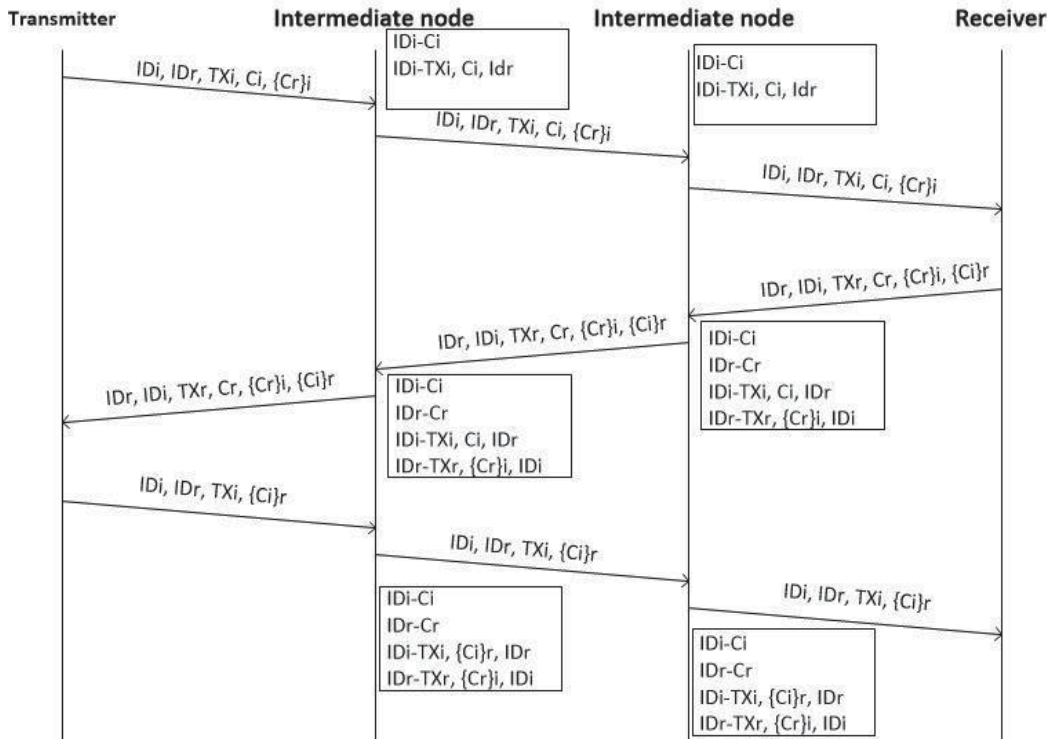 Transmitter
Intermediate node
Intermediate node
Receiver
IDi-Ci
IDi-TXi, Ci, Idr
IDi-Ci
IDi-TXi, Ci, Idr
IDi, IDr, TXi, Ci, {Cr}i
IDi, IDr, TXi, Ci, {Cr}i
IDi, IDr, TXi, Ci, {Cr}i
IDr, IDi, TXr, Cr, {Cr}i, {Ci}r
IDr, IDi, TXr, Cr, {Cr}i, {Ci}r
IDr, IDi, TXr, Cr, {Cr}i, {Ci}r
IDi-Ci
IDr-Cr
IDi-TXi, Ci, IDr
IDr-TXr, {Cr}i, IDi
IDi-Ci
IDr-Cr
IDi-TXi, Ci, IDr
IDr-TXr, {Cr}i, IDi
IDi, IDr, TXi, {Ci}r
IDi, IDr, TXi, {Ci}r
IDi, IDr, TXi, {Ci}r
IDi-Ci
IDr-Cr
IDi-TXi, {Ci}r, IDr
IDr-TXr, {Cr}i, IDi
IDi-Ci
IDr-Cr
IDi-TXi, {Ci}r, IDr
IDr-TXr, {Cr}i, IDi